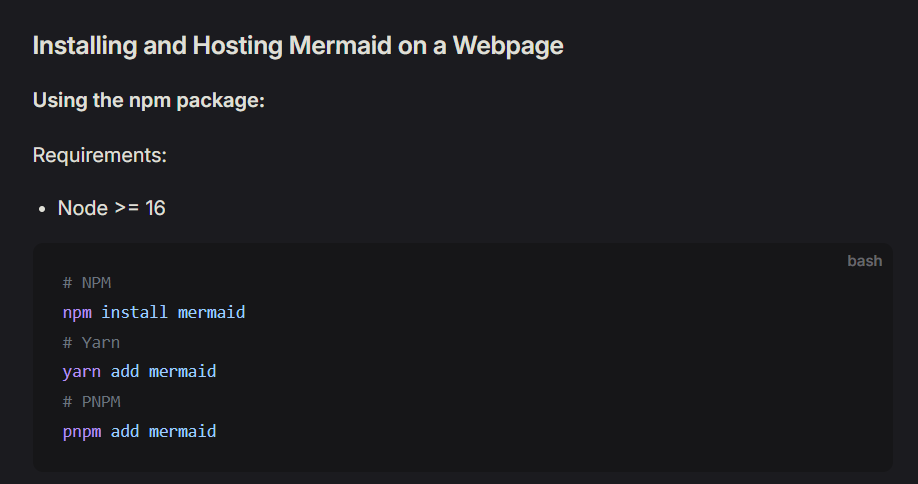 Installing and Hosting Mermaid on a Webpage
Using the npm package:
Requirements:
• Node >= 16
bash
# NPM
npm install mermaid
# Yarn
yarn add mermaid
# PNPM
pnpm add mermaid